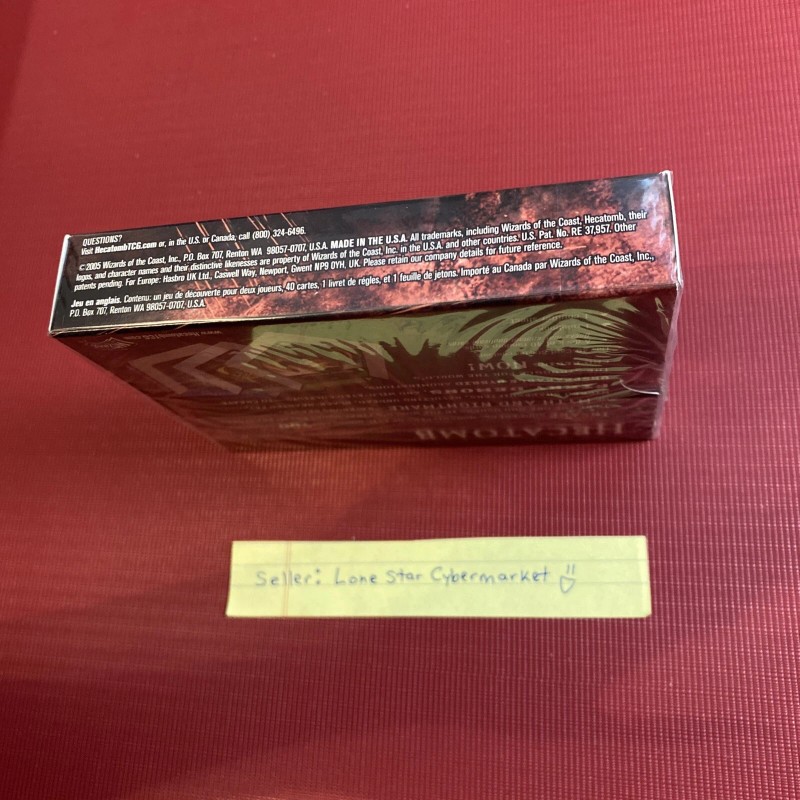 QUESTIONS?
Visit HecatombTCG.com or, in the U.S. or Canada, call (800) 324-6496.
©2005 Wizards of the Coast, Inc., P.O. Box 707, Renton WA 98057-0707, U.S.A. MADE IN THE U.S.A. All trademarks, including Wizards of the Coast, Hecatomb, their
logos, and character names and their distinctive likenesses are property of Wizards of the Coast, Inc. in the U.S.A. and other countries. U.S. Pat. No. RE 37,957. Other
patents pending. For Europe: Hasbro UK Ltd., Caswell Way, Newport, Gwent NP9 0YH, UK. Please retain our company details for future reference.
Jeu en anglais. Contenu: un jeu de découverte pour deux joueurs, 40 cartes, 1 livret de règles, et 1 feuille de jetons. Importé au Canada par Wizards of the Coast, Inc.,
P.O. Box 707, Renton WA 98057-0707, U.S.A.
NOW!
NIGHTMARE
HECATOMB
Seller: Lone Star Cybermarket